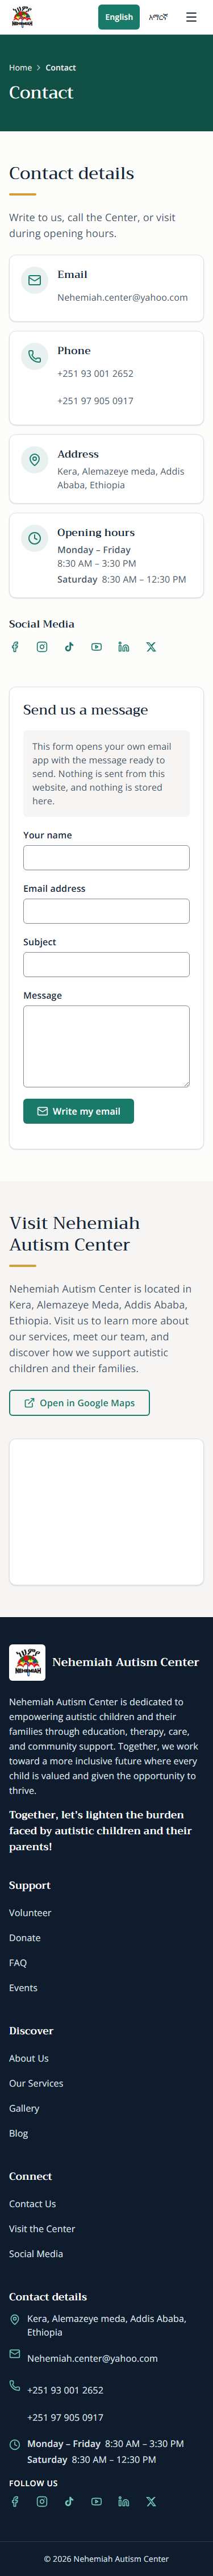 English
አማርኛ
Home > Contact
Contact
Contact details
Write to us, call the Center, or visit
during opening hours.
Email
Nehemiah.center@yahoo.com
Phone
+251 93 001 2652
+251 97 905 0917
Address
Kera, Alemazeye meda, Addis
Ababa, Ethiopia
Opening hours
Monday – Friday
8:30 AM – 3:30 PM
Saturday 8:30 AM – 12:30 PM
Social Media
Send us a message
This form opens your own email
app with the message ready to
send. Nothing is sent from this
website, and nothing is stored
here.
Your name
Email address
Subject
Message
Write my email
Visit Nehemiah
Autism Center
Nehemiah Autism Center is located in
Kera, Alemazeye Meda, Addis Ababa,
Ethiopia. Visit us to learn more about
our services, meet our team, and
discover how we support autistic
children and their families.
Open in Google Maps
Nehemiah Autism Center
Nehemiah Autism Center is dedicated to
empowering autistic children and their
families through education, therapy, care,
and community support. Together, we work
toward a more inclusive future where every
child is valued and given the opportunity to
thrive.
Together, let's lighten the burden
faced by autistic children and their
parents!
Support
Volunteer
Donate
FAQ
Events
Discover
About Us
Our Services
Gallery
Blog
Connect
Contact Us
Visit the Center
Social Media
Contact details
Kera, Alemazeye meda, Addis Ababa,
Ethiopia
Nehemiah.center@yahoo.com
+251 93 001 2652
+251 97 905 0917
Monday – Friday 8:30 AM – 3:30 PM
Saturday 8:30 AM – 12:30 PM
FOLLOW US
© 2026 Nehemiah Autism Center